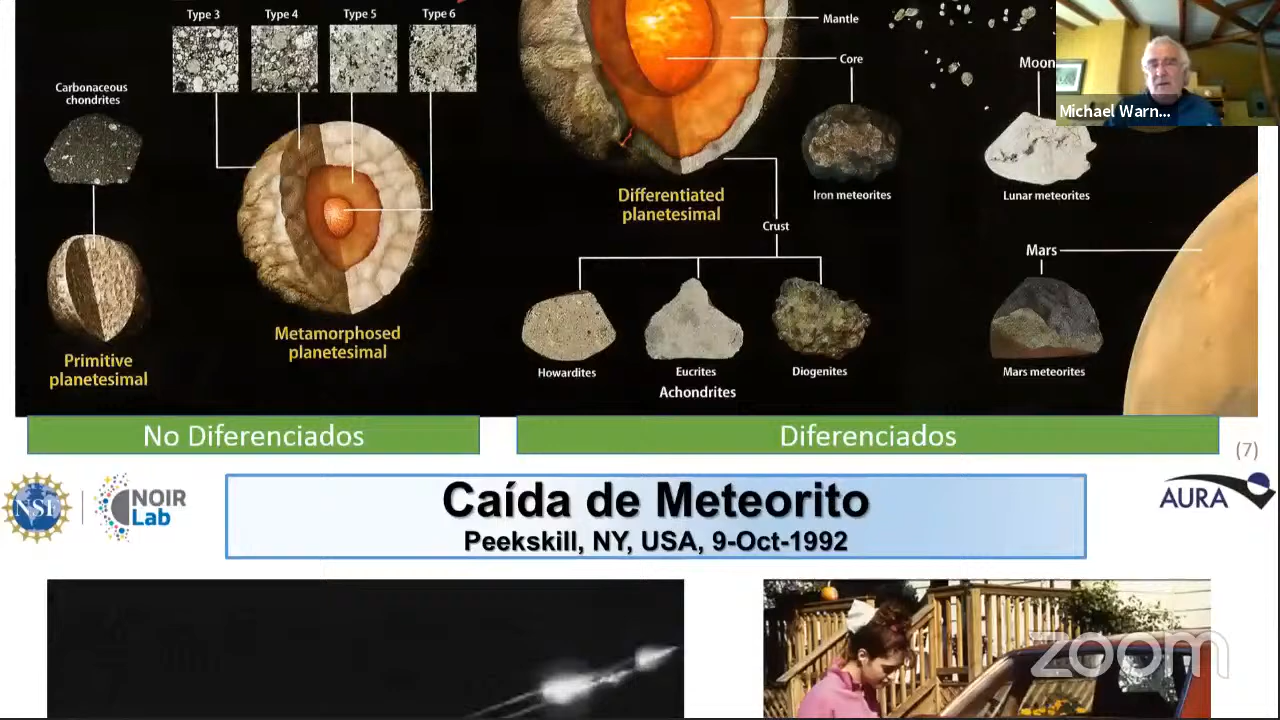 Type 3
Type 4
Type 5
Type 6
Carbonaceous
chondrites
Mantle
Core
Moon
Michael Warn...
Differentiated
planetesimal
Iron meteorites
Lunar meteorites
Crust
Mars
Metamorphosed
planetesimal
Primitive
planetesimal
Howardites
Eucrites
Diogenites
Mars meteorites
Achondrites
No Diferenciados
Diferenciados
(7)
NSF
NOIR
Lab
Caída de Meteorito
Peekskill, NY, USA, 9-Oct-1992
AURA
zoom